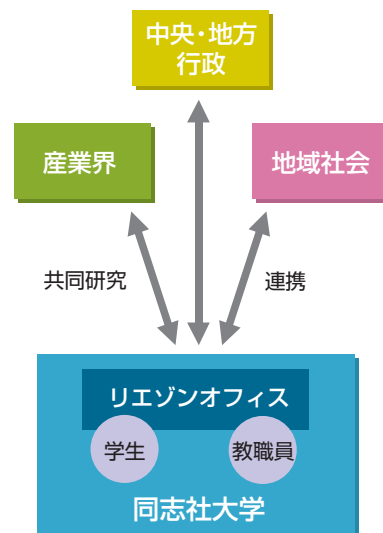 中央・地方
行政
産業界
地域社会
共同研究
連携
リエゾンオフィス
学生
教職員
同志社大学